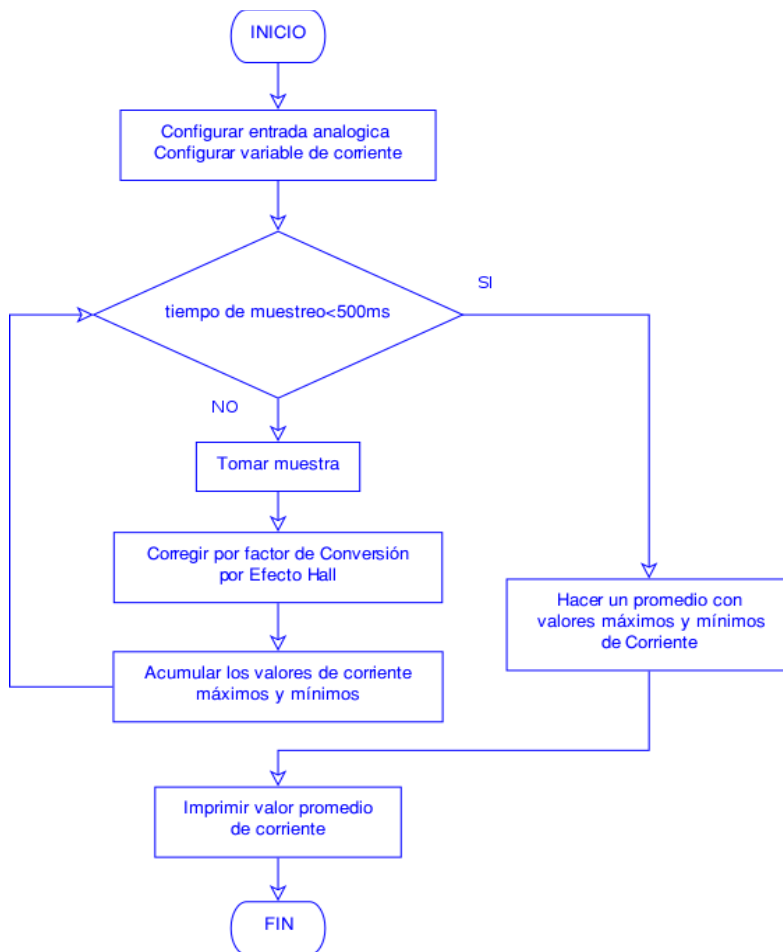 INICIO
Configurar entrada analogica
Configurar variable de corriente
SI
tiempo de muestreo<500ms
NO
Tomar muestra
Corregir por factor de Conversión
por Efecto Hall
Hacer un promedio con
valores máximos y mínimos
de Corriente
Acumular los valores de corriente
máximos y mínimos
Imprimir valor promedio
de corriente
FIN